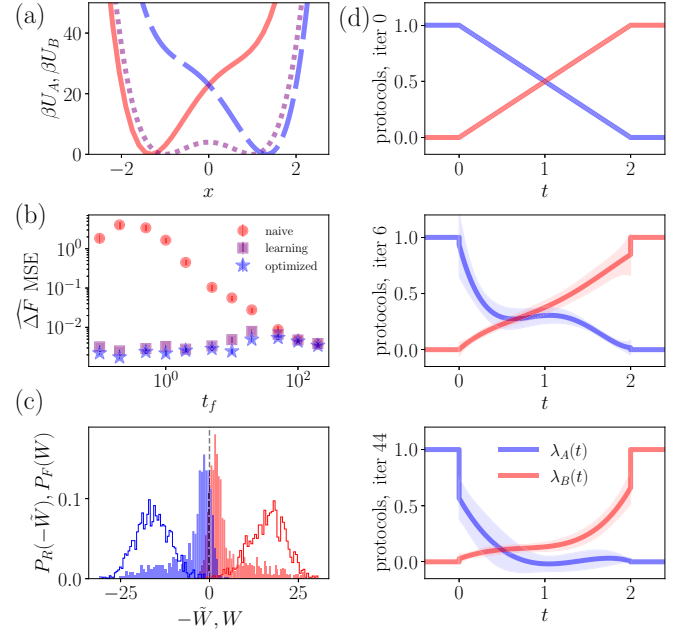 (a)
βU_A, βU_B
40
20
0
−2
0
2
x
(b)
ΔF̂ MSE
10^0
10^−1
10^−2
naive
learning
optimized
10^0
10^2
t_f
(c)
P_R(−W̃), P_F(W)
0.1
0.0
−25
0
25
−W̃, W
(d)
protocols, iter 0
1.0
0.5
0.0
0
1
2
t
protocols, iter 6
1.0
0.5
0.0
0
1
2
t
protocols, iter 44
1.0
0.5
0.0
λ_A(t)
λ_B(t)
0
1
2
t